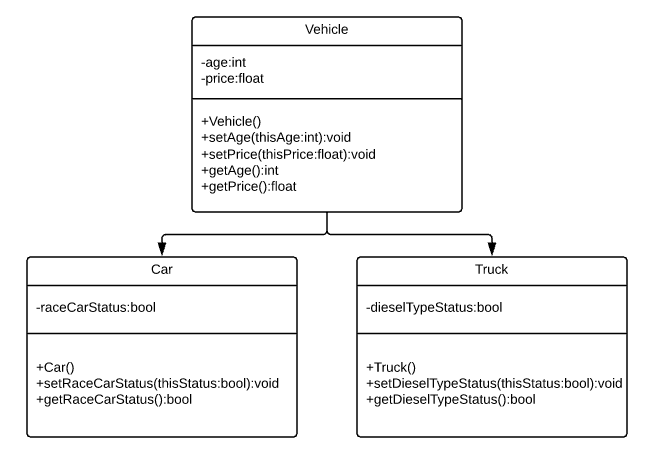 Vehicle
-age:int
-price:float
+Vehicle()
+setAge(thisAge:int):void
+setPrice(thisPrice:float):void
+getAge():int
+getPrice():float
Car
-raceCarStatus:bool
+Car()
+setRaceCarStatus(thisStatus:bool):void
+getRaceCarStatus():bool
Truck
-dieselTypeStatus:bool
+Truck()
+setDieselTypeStatus(thisStatus:bool):void
+getDieselTypeStatus():bool